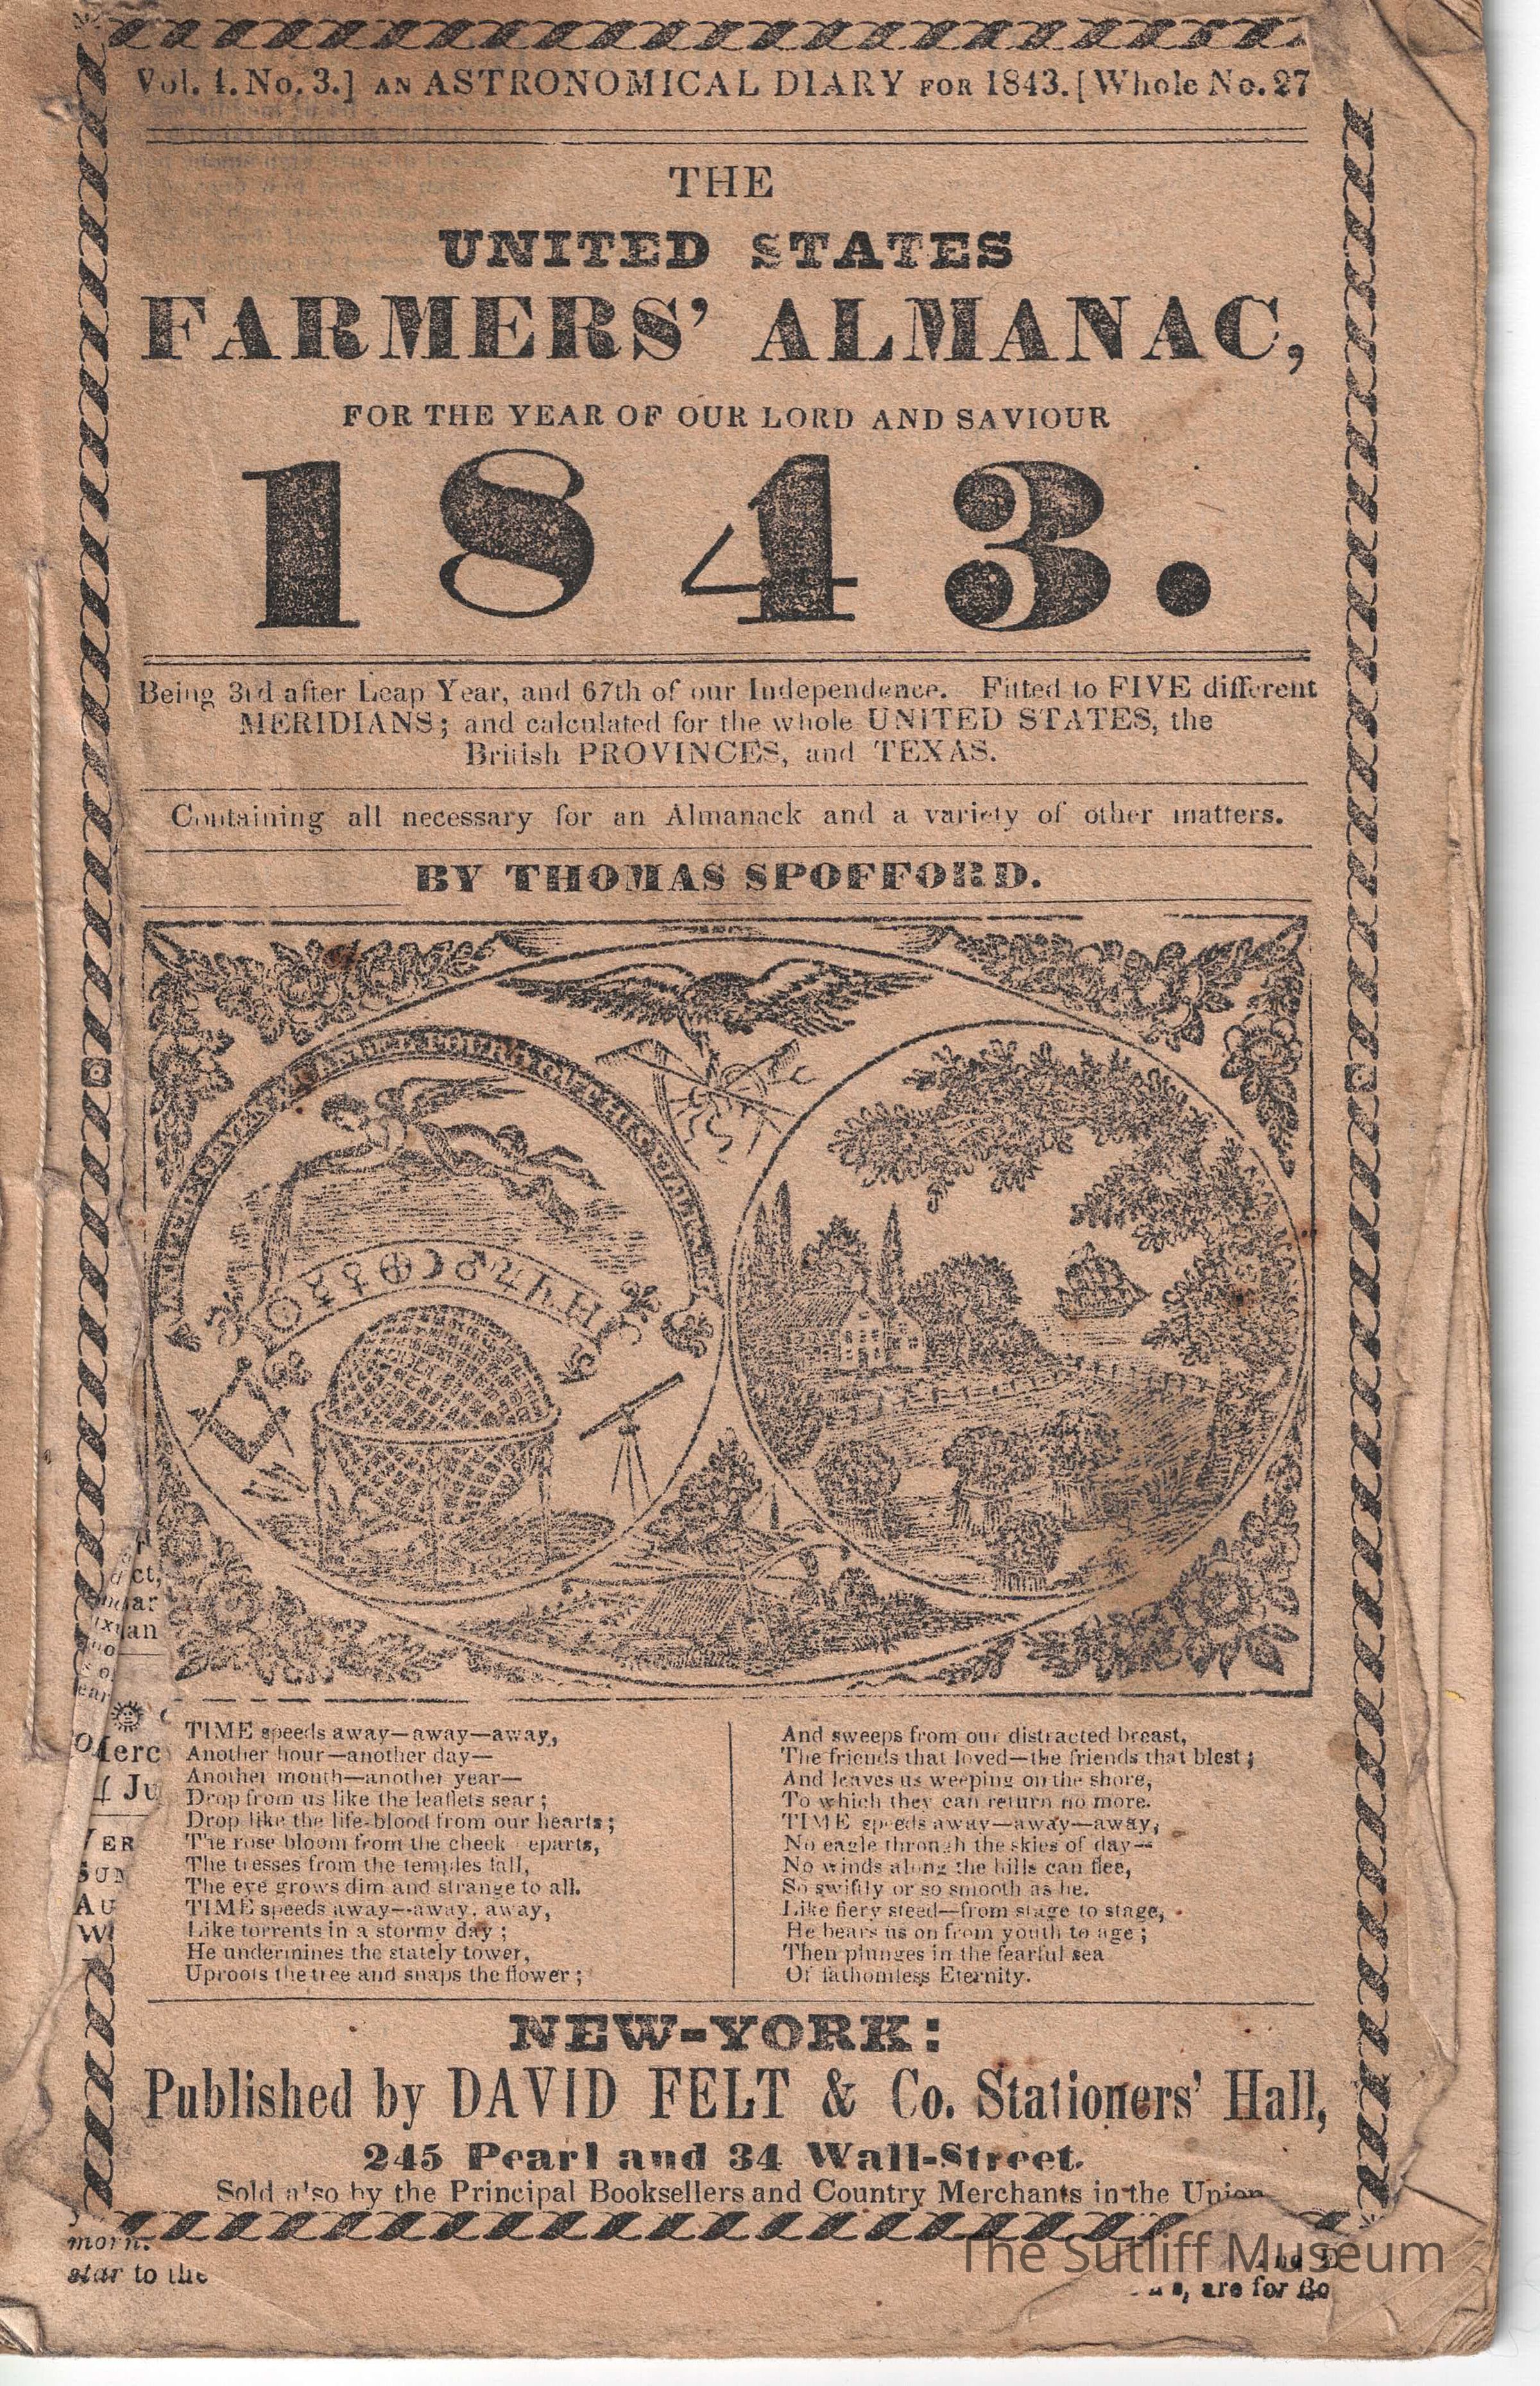 Vol. 4. No. 3.] AN ASTRONOMICAL DIARY FOR 1843. [Whole No. 27
THE
UNITED STATES
FARMERS' ALMANAC,
FOR THE YEAR OF OUR LORD AND SAVIOUR
1843.
Being 3rd after Leap Year, and 67th of our Independence. Fitted to FIVE different
MERIDIANS; and calculated for the whole UNITED STATES, the
British PROVINCES, and TEXAS.
Containing all necessary for an Almanack and a variety of other matters.
BY THOMAS SPOFFORD.
TIME speeds away—away—away,
Another hour—another day—
Another month—another year—
Drop from us like the leaflets sear;
Drop like the life-blood from our hearts;
The rose bloom from the cheek eparts,
The tresses from the temples fall,
The eye grows dim and strange to all.
TIME speeds away—away, away,
Like torrents in a stormy day;
He undermines the stately tower,
Uproots the tree and snaps the flower;
And sweeps from our distracted breast,
The friends that loved—the friends that blest;
And leaves us weeping on the shore,
To which they can return no more.
TIME speeds away—away—away,
No eagle through the skies of day—
No winds along the hills can flee,
So swiftly or so smooth as he.
Like fiery steed—from stage to stage,
He bears us on from youth to age;
Then plunges in the fearful sea
Of fathomless Eternity.
NEW-YORK:
Published by DAVID FELT & Co. Stationers' Hall,
245 Pearl and 34 Wall-Street.
Sold also by the Principal Booksellers and Country Merchants in the Union
morn.
star to the
are for Bo
The Sutliff Museum